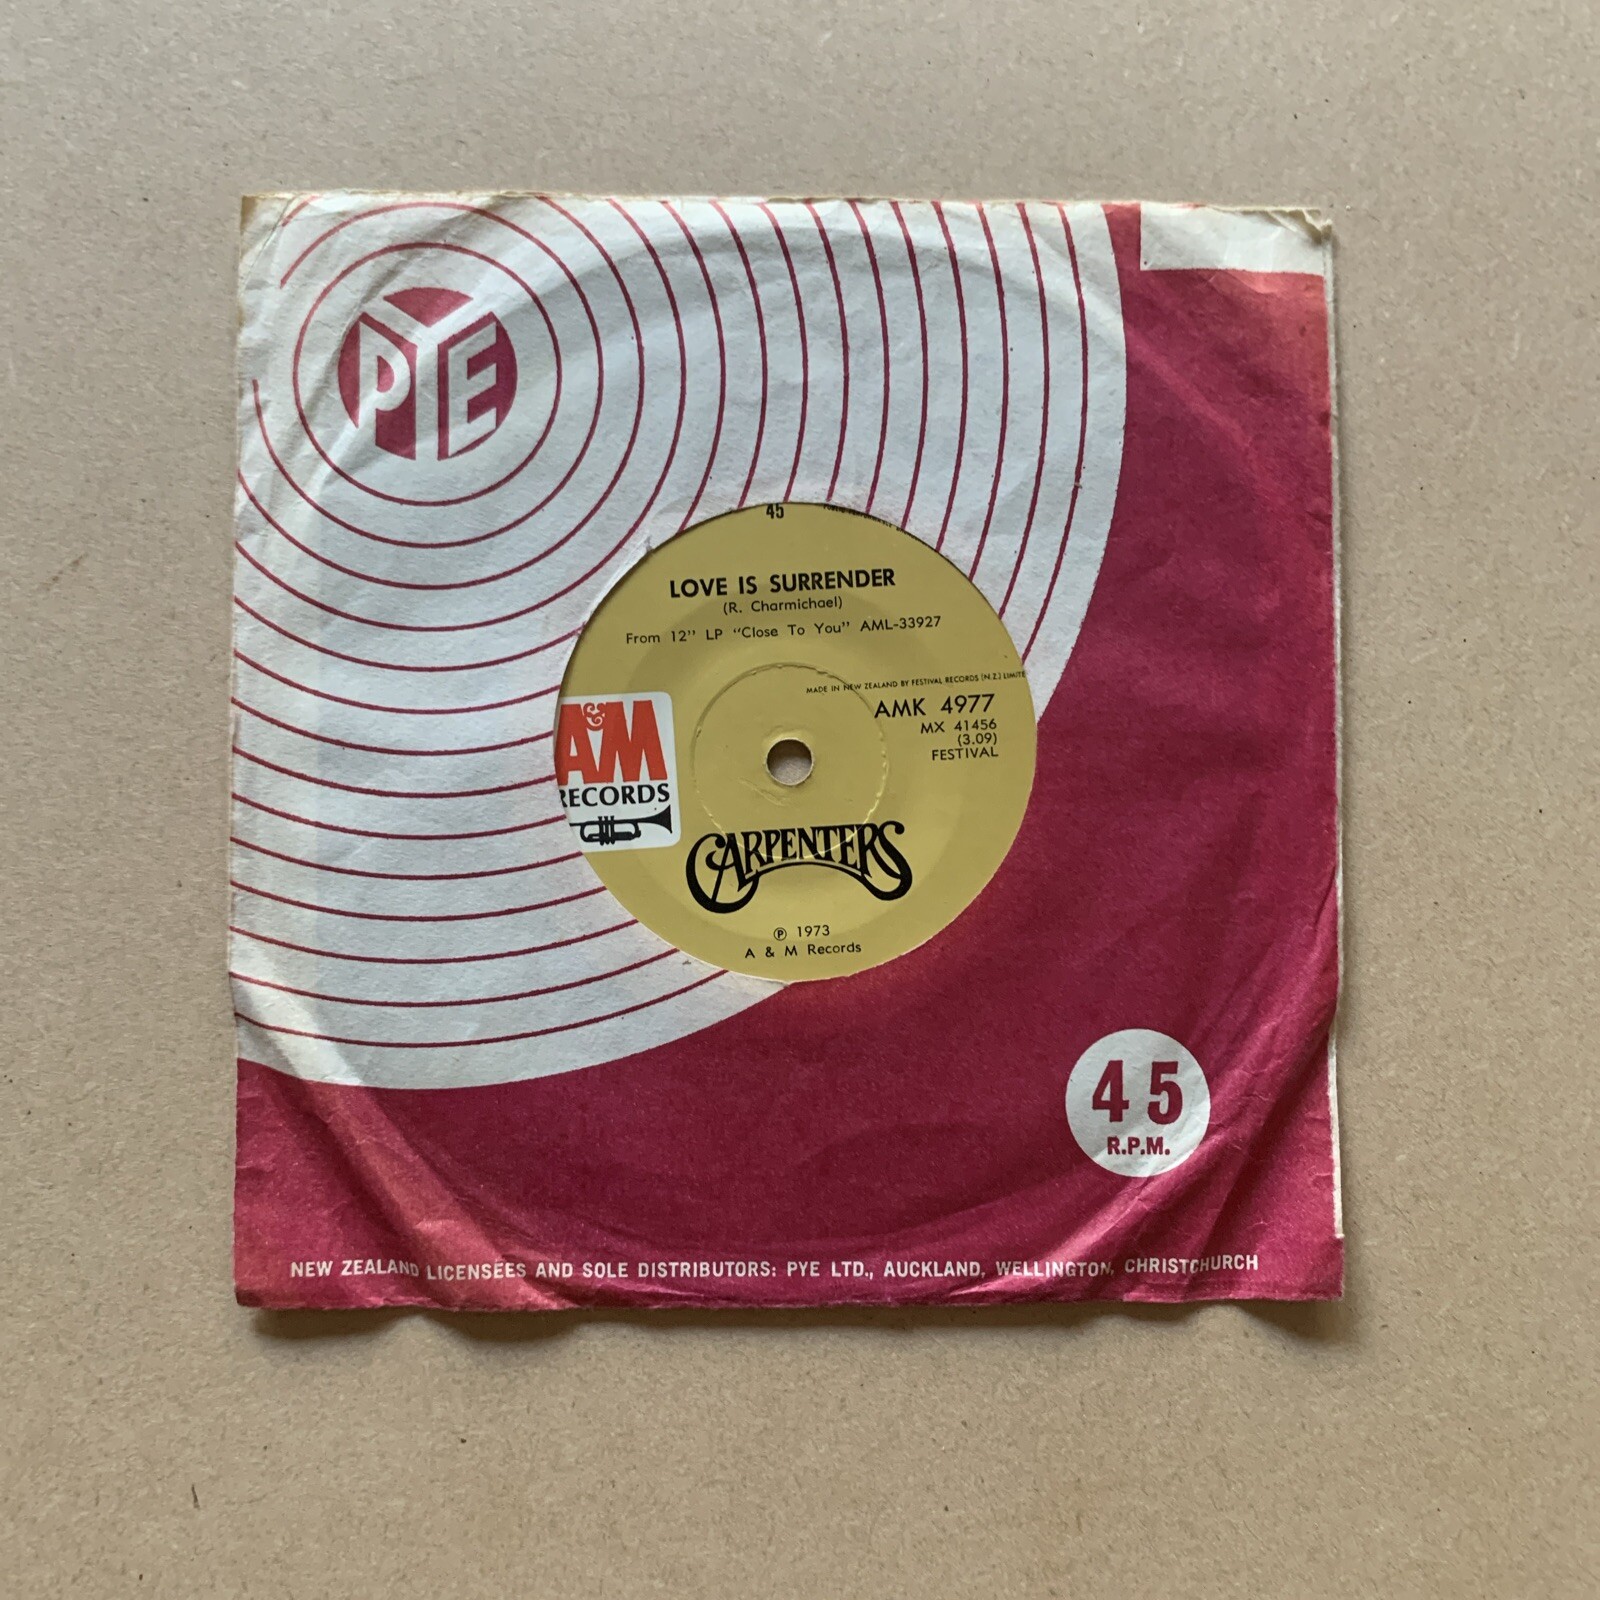 PYE
45
LOVE IS SURRENDER
(R. Charmichael)
From 12" LP "Close To You" AML-33927
MADE IN NEW ZEALAND BY FESTIVAL RECORDS (N.Z.) LIMITE
AMK 4977
MX 41456
(3.09)
FESTIVAL
A&M
RECORDS
CARPENTERS
℗ 1973
A & M Records
45
R.P.M.
NEW ZEALAND LICENSEES AND SOLE DISTRIBUTORS: PYE LTD., AUCKLAND, WELLINGTON, CHRISTCHURCH